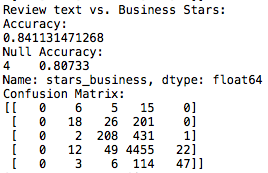 Review text vs. Business Stars:
Accuracy:
0.841131471268
Null Accuracy:
4    0.80733
Name: stars_business, dtype: float64
Confusion Matrix:
[[   0    6    5   15    0]
 [   0   18   26  201    0]
 [   0    2  208  431    1]
 [   0   12   49 4455   22]
 [   0    3    6  114   47]]